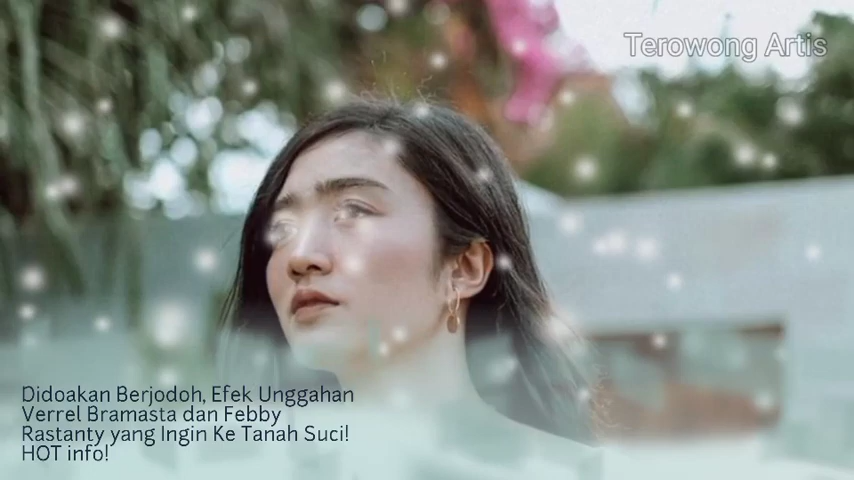 Terowong Artis
Didoakan Berjodoh, Efek Unggahan
Verrel Bramasta dan Febby
Rastanty yang Ingin Ke Tanah Suci!
HOT info!